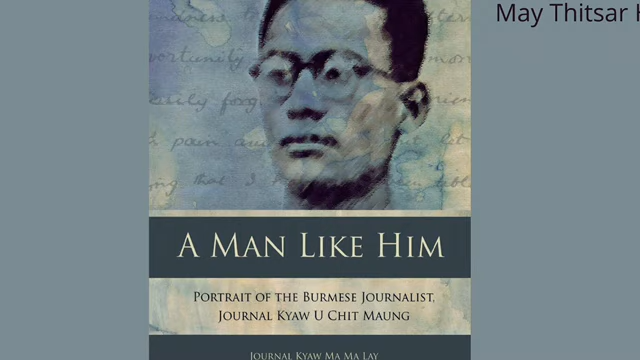 May Thitsar H
A Man Like Him
Portrait of the Burmese Journalist,
Journal Kyaw U Chit Maung
Journal Kyaw Ma Ma Lay